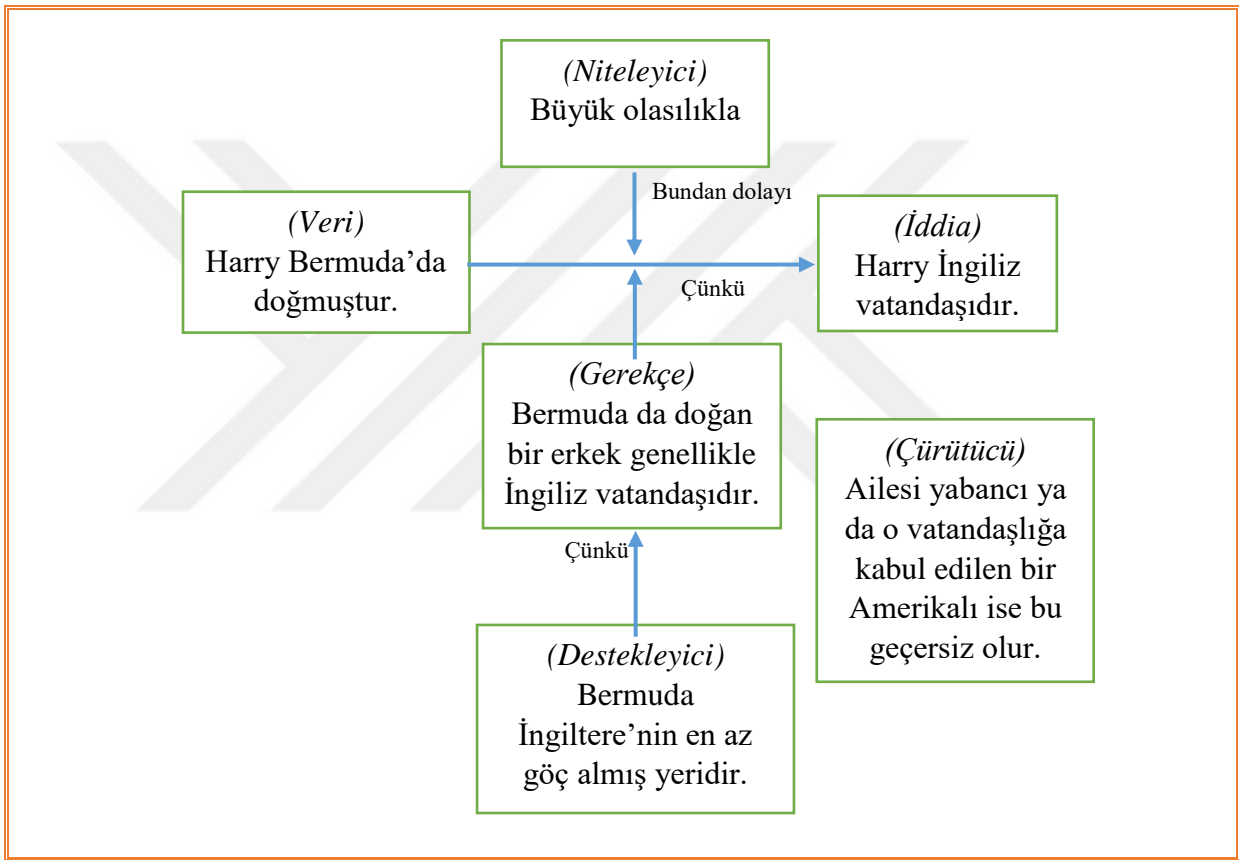 (Niteleyici)
Büyük olasılıkla
Bundan dolayı
(Veri)
Harry Bermuda’da
doğmuştur.
(İddia)
Harry İngiliz
vatandaşıdır.
Çünkü
(Gerekçe)
Bermuda da doğan
bir erkek genellikle
İngiliz vatandaşıdır.
(Çürütücü)
Ailesi yabancı ya
da o vatandaşlığa
kabul edilen bir
Amerikalı ise bu
geçersiz olur.
Çünkü
(Destekleyici)
Bermuda
İngiltere’nin en az
göç almış yeridir.